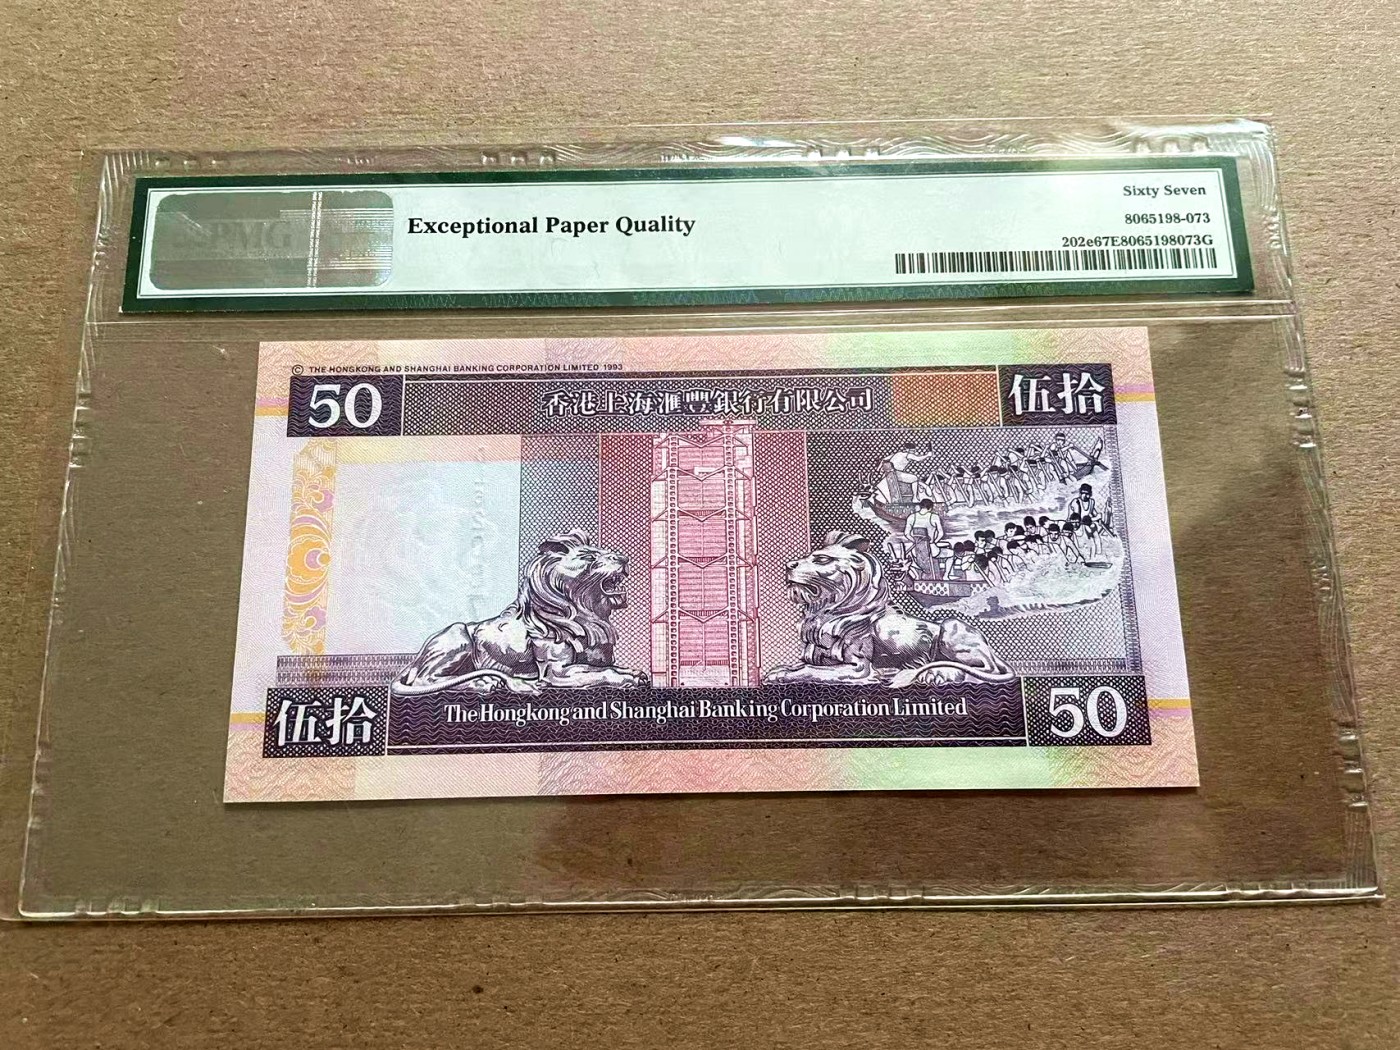 PMG
Exceptional Paper Quality
Sixty Seven
8065198-073
202e67E8065198073G
© THE HONGKONG AND SHANGHAI BANKING CORPORATION LIMITED 1993
50
香港上海滙豐銀行有限公司
伍拾
伍拾
The Hongkong and Shanghai Banking Corporation Limited
50